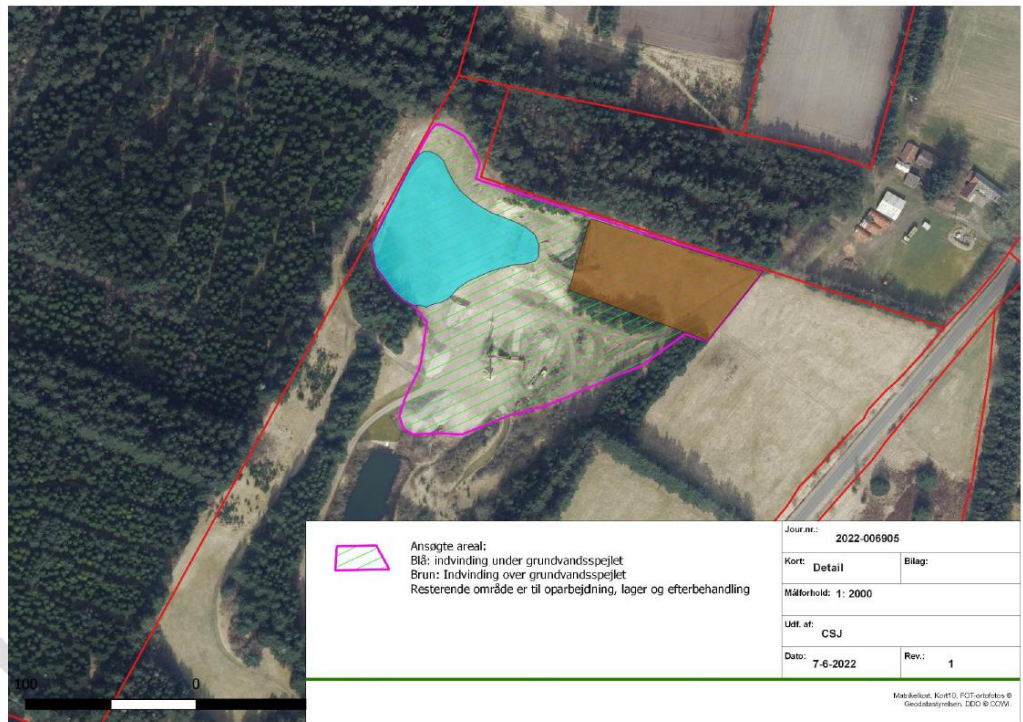 Ansøgte areal:
Blå: indvinding under grundvandsspejlet
Brun: Indvinding over grundvandsspejlet
Resterende område er til oparbejdning, lager og efterbehandling
Jour.nr.: 2022-006905
Kort: Detail
Bilag:
Målforhold: 1: 2000
Udf. af: CSJ
Dato: 7-6-2022
Rev.: 1
Matrikelkort, Kort10, FOT-ortofotos ©
Geodatastyrelsen, DDO © COWI.
100 0